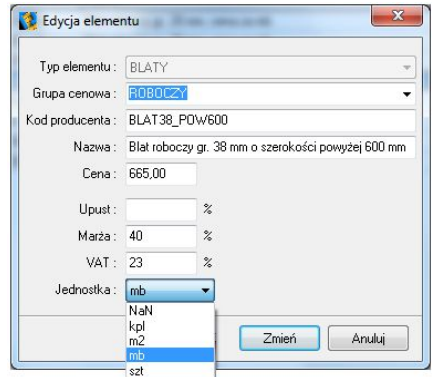 Edycja elementu
Typ elementu : BLATY
Grupa cenowa : ROBOCZY
Kod producenta : BLAT38_POW600
Nazwa : Blat roboczy gr. 38 mm o szerokości powyżej 600 mm
Cena : 665,00
Upust : %
Marża : 40 %
VAT : 23 %
Jednostka : mb
NaN
kpl
m2
mb
szt
Zmień Anuluj